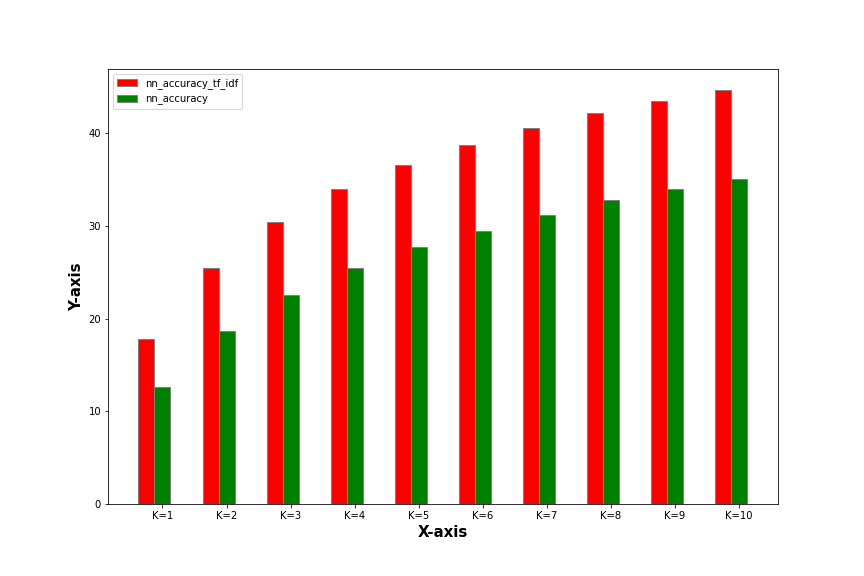 nn_accuracy_tf_idf
nn_accuracy
40
30
20
10
0
Y-axis
K=1 K=2 K=3 K=4 K=5 K=6 K=7 K=8 K=9 K=10
X-axis